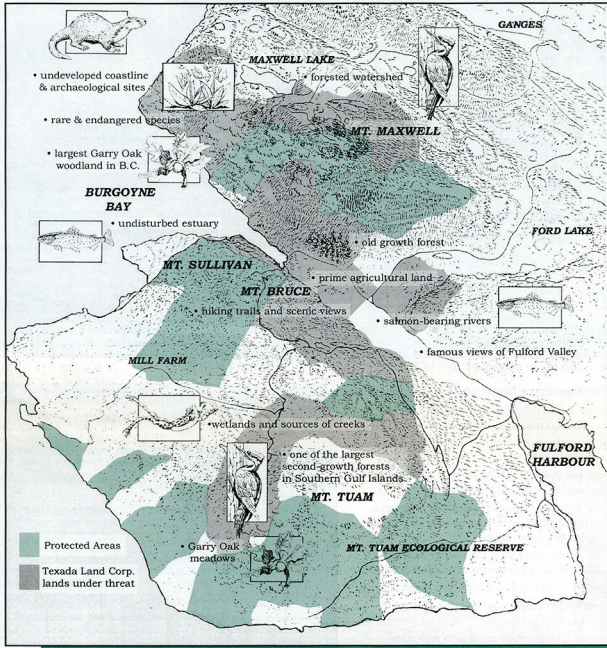 GANGES
MAXWELL LAKE
• undeveloped coastline
& archaeological sites
• forested watershed
• rare & endangered species
MT. MAXWELL
• largest Garry Oak
woodland in B.C.
BURGOYNE
BAY
• undisturbed estuary
FORD LAKE
• old growth forest
MT. SULLIVAN
• prime agricultural land
MT. BRUCE
• hiking trails and scenic views
• salmon-bearing rivers
• famous views of Fulford Valley
MILL FARM
•wetlands and sources of creeks
• one of the largest
second-growth forests
in Southern Gulf Islands
FULFORD
HARBOUR
MT. TUAM
Protected Areas
• Garry Oak
meadows
MT. TUAM ECOLOGICAL RESERVE
Texada Land Corp.
lands under threat